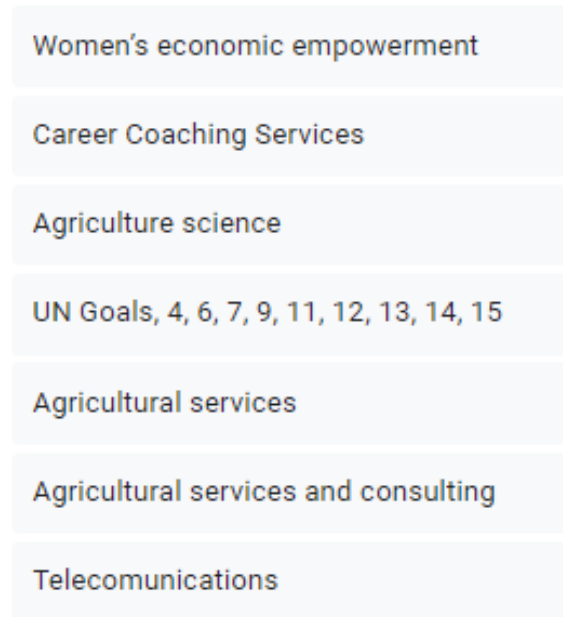 Women’s economic empowerment
Career Coaching Services
Agriculture science
UN Goals, 4, 6, 7, 9, 11, 12, 13, 14, 15
Agricultural services
Agricultural services and consulting
Telecomunications